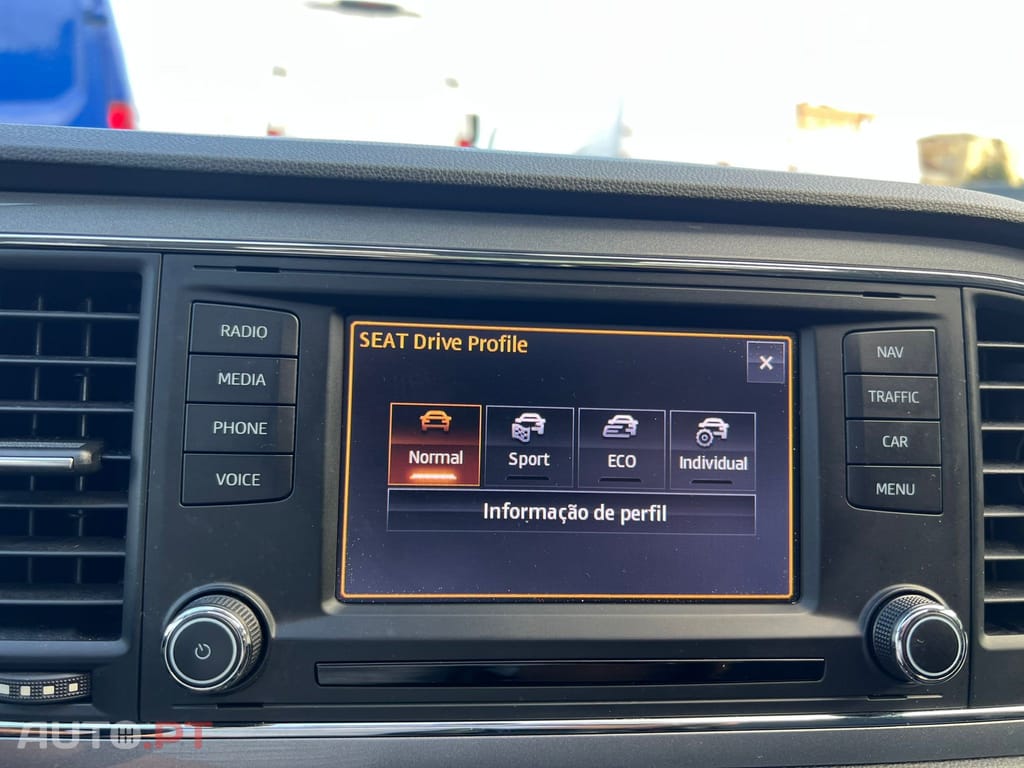 RADIO
MEDIA
PHONE
VOICE
SEAT Drive Profile
×
Normal
Sport
ECO
Individual
Informação de perfil
NAV
TRAFFIC
CAR
MENU
AUTO.PT